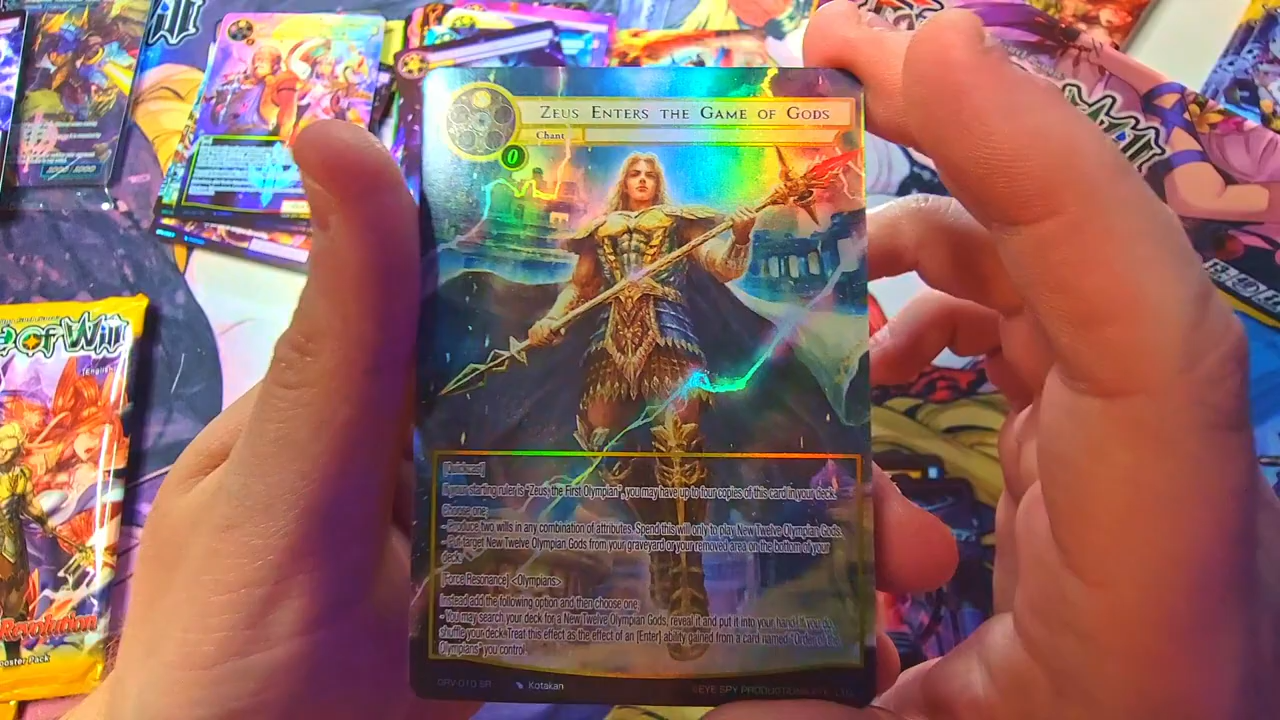 Zeus Enters the Game of Gods
Chant
0
[Quickcast]
If your starting ruler is "Zeus, the First Olympian", you may have up to four copies of this card in your deck.
Choose one;
- Produce two wills in any combination of attributes. Spend this will only to play New Twelve Olympian Gods.
- Put target New Twelve Olympian Gods from your graveyard or your removed area on the bottom of your
deck.
[Force Resonance] <Olympians>
Instead add the following option and then choose one;
- You may search your deck for a New Twelve Olympian Gods, reveal it and put it into your hand. If you do,
shuffle your deck. Treat this effect as the effect of an [Enter] ability gained from a card named "Order of the
Olympians" you control.
GRV-010 SR
Kotakan
©EYE SPY PRODUCTIONS PTE. LTD.
of Will
[English]
Revolution
ooster Pack